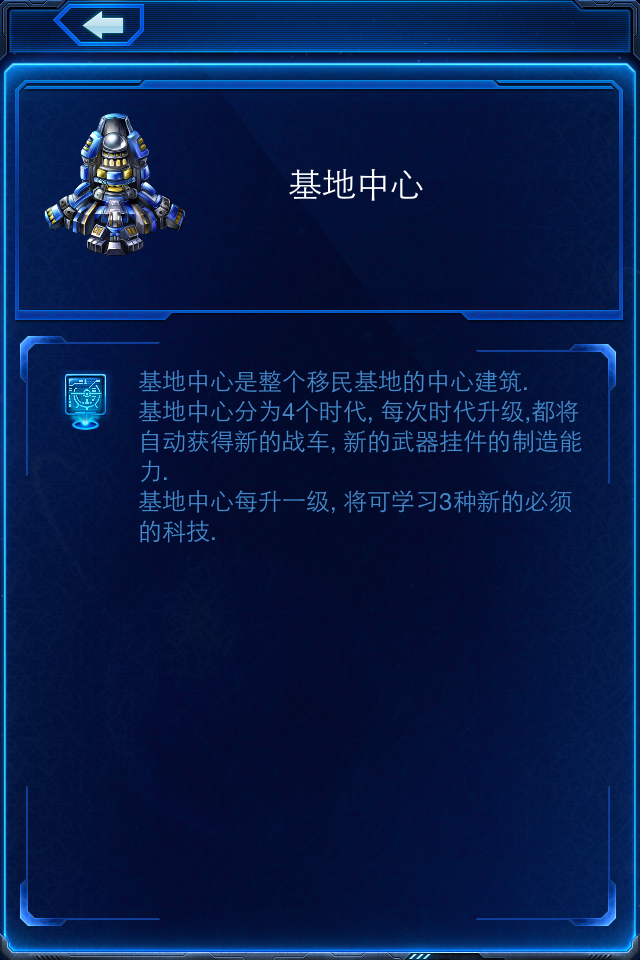 基地中心
基地中心是整个移民基地的中心建筑.
基地中心分为4个时代, 每次时代升级,都将
自动获得新的战车, 新的武器挂件的制造能
力.
基地中心每升一级, 将可学习3种新的必须
的科技.